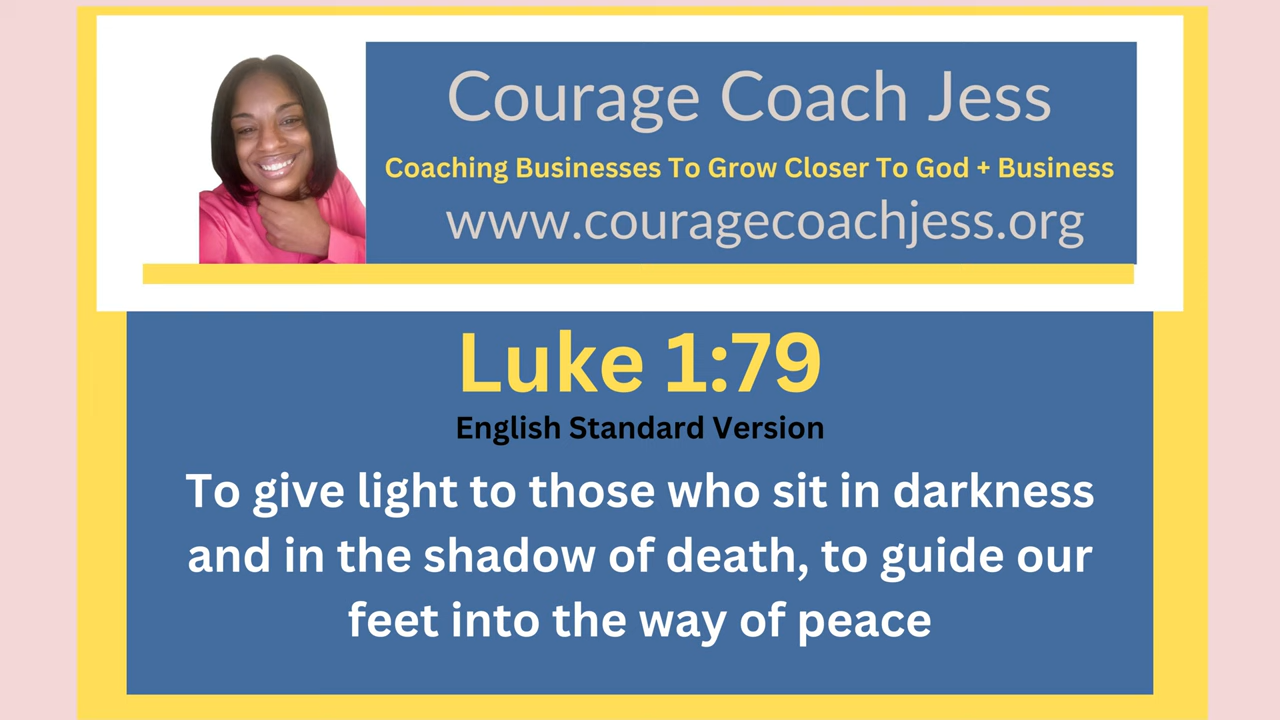 Courage Coach Jess
Coaching Businesses To Grow Closer To God + Business
www.couragecoachjess.org
Luke 1:79
English Standard Version
To give light to those who sit in darkness
and in the shadow of death, to guide our
feet into the way of peace